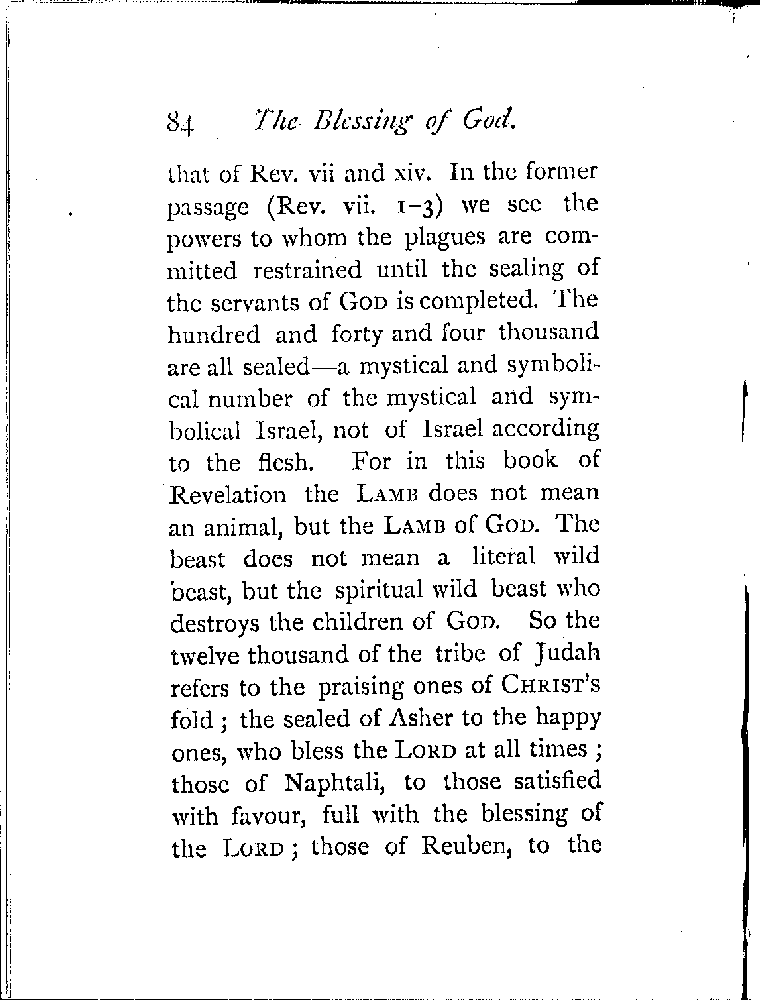 84 The Blessing of God.
that of Rev. vii and xiv. In the former
passage (Rev. vii. 1-3) we see the
powers to whom the plagues are com-
mitted restrained until the sealing of
the servants of GOD is completed. The
hundred and forty and four thousand
are all sealed—a mystical and symboli-
cal number of the mystical and sym-
bolical Israel, not of Israel according
to the flesh. For in this book of
Revelation the LAMB does not mean
an animal, but the LAMB of GOD. The
beast does not mean a literal wild
beast, but the spiritual wild beast who
destroys the children of GOD. So the
twelve thousand of the tribe of Judah
refers to the praising ones of CHRIST'S
fold ; the sealed of Asher to the happy
ones, who bless the LORD at all times ;
those of Naphtali, to those satisfied
with favour, full with the blessing of
the LORD ; those of Reuben, to the